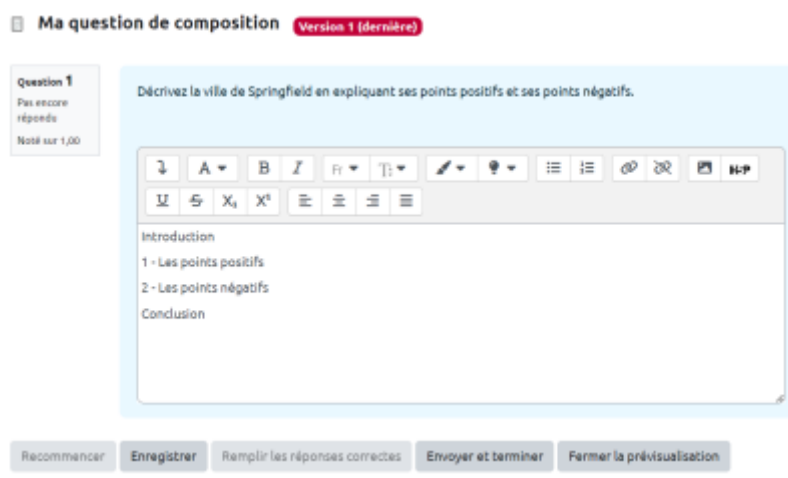 Ma question de composition Version 1 (dernière)
Question 1
Pas encore
répondu
Noté sur 1,00
Décrivez la ville de Springfield en expliquant ses points positifs et ses points négatifs.
A B I Fr T H-P
U S X₂ X²
Introduction
1 - Les points positifs
2 - Les points négatifs
Conclusion
Recommencer Enregistrer Remplir les réponses correctes Envoyer et terminer Fermer la prévisualisation